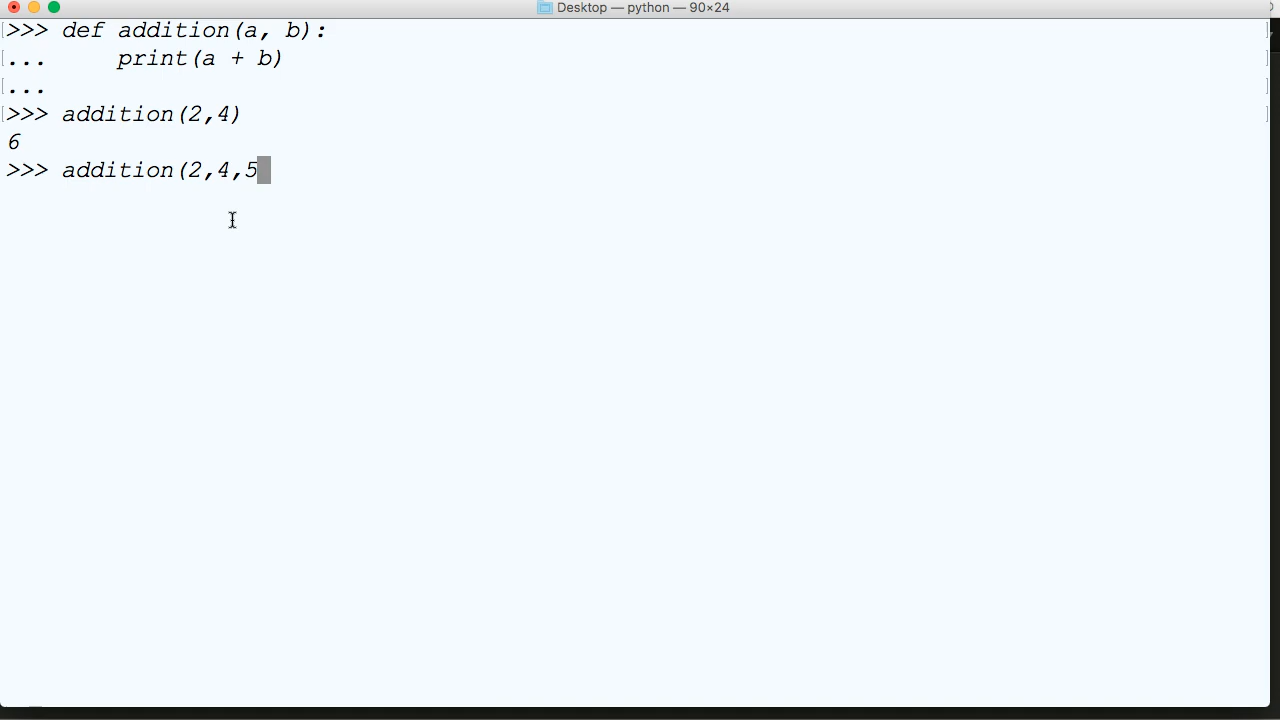 Desktop — python — 90×24
>>> def addition(a, b):
...     print(a + b)
...
>>> addition(2,4)
6
>>> addition(2,4,5